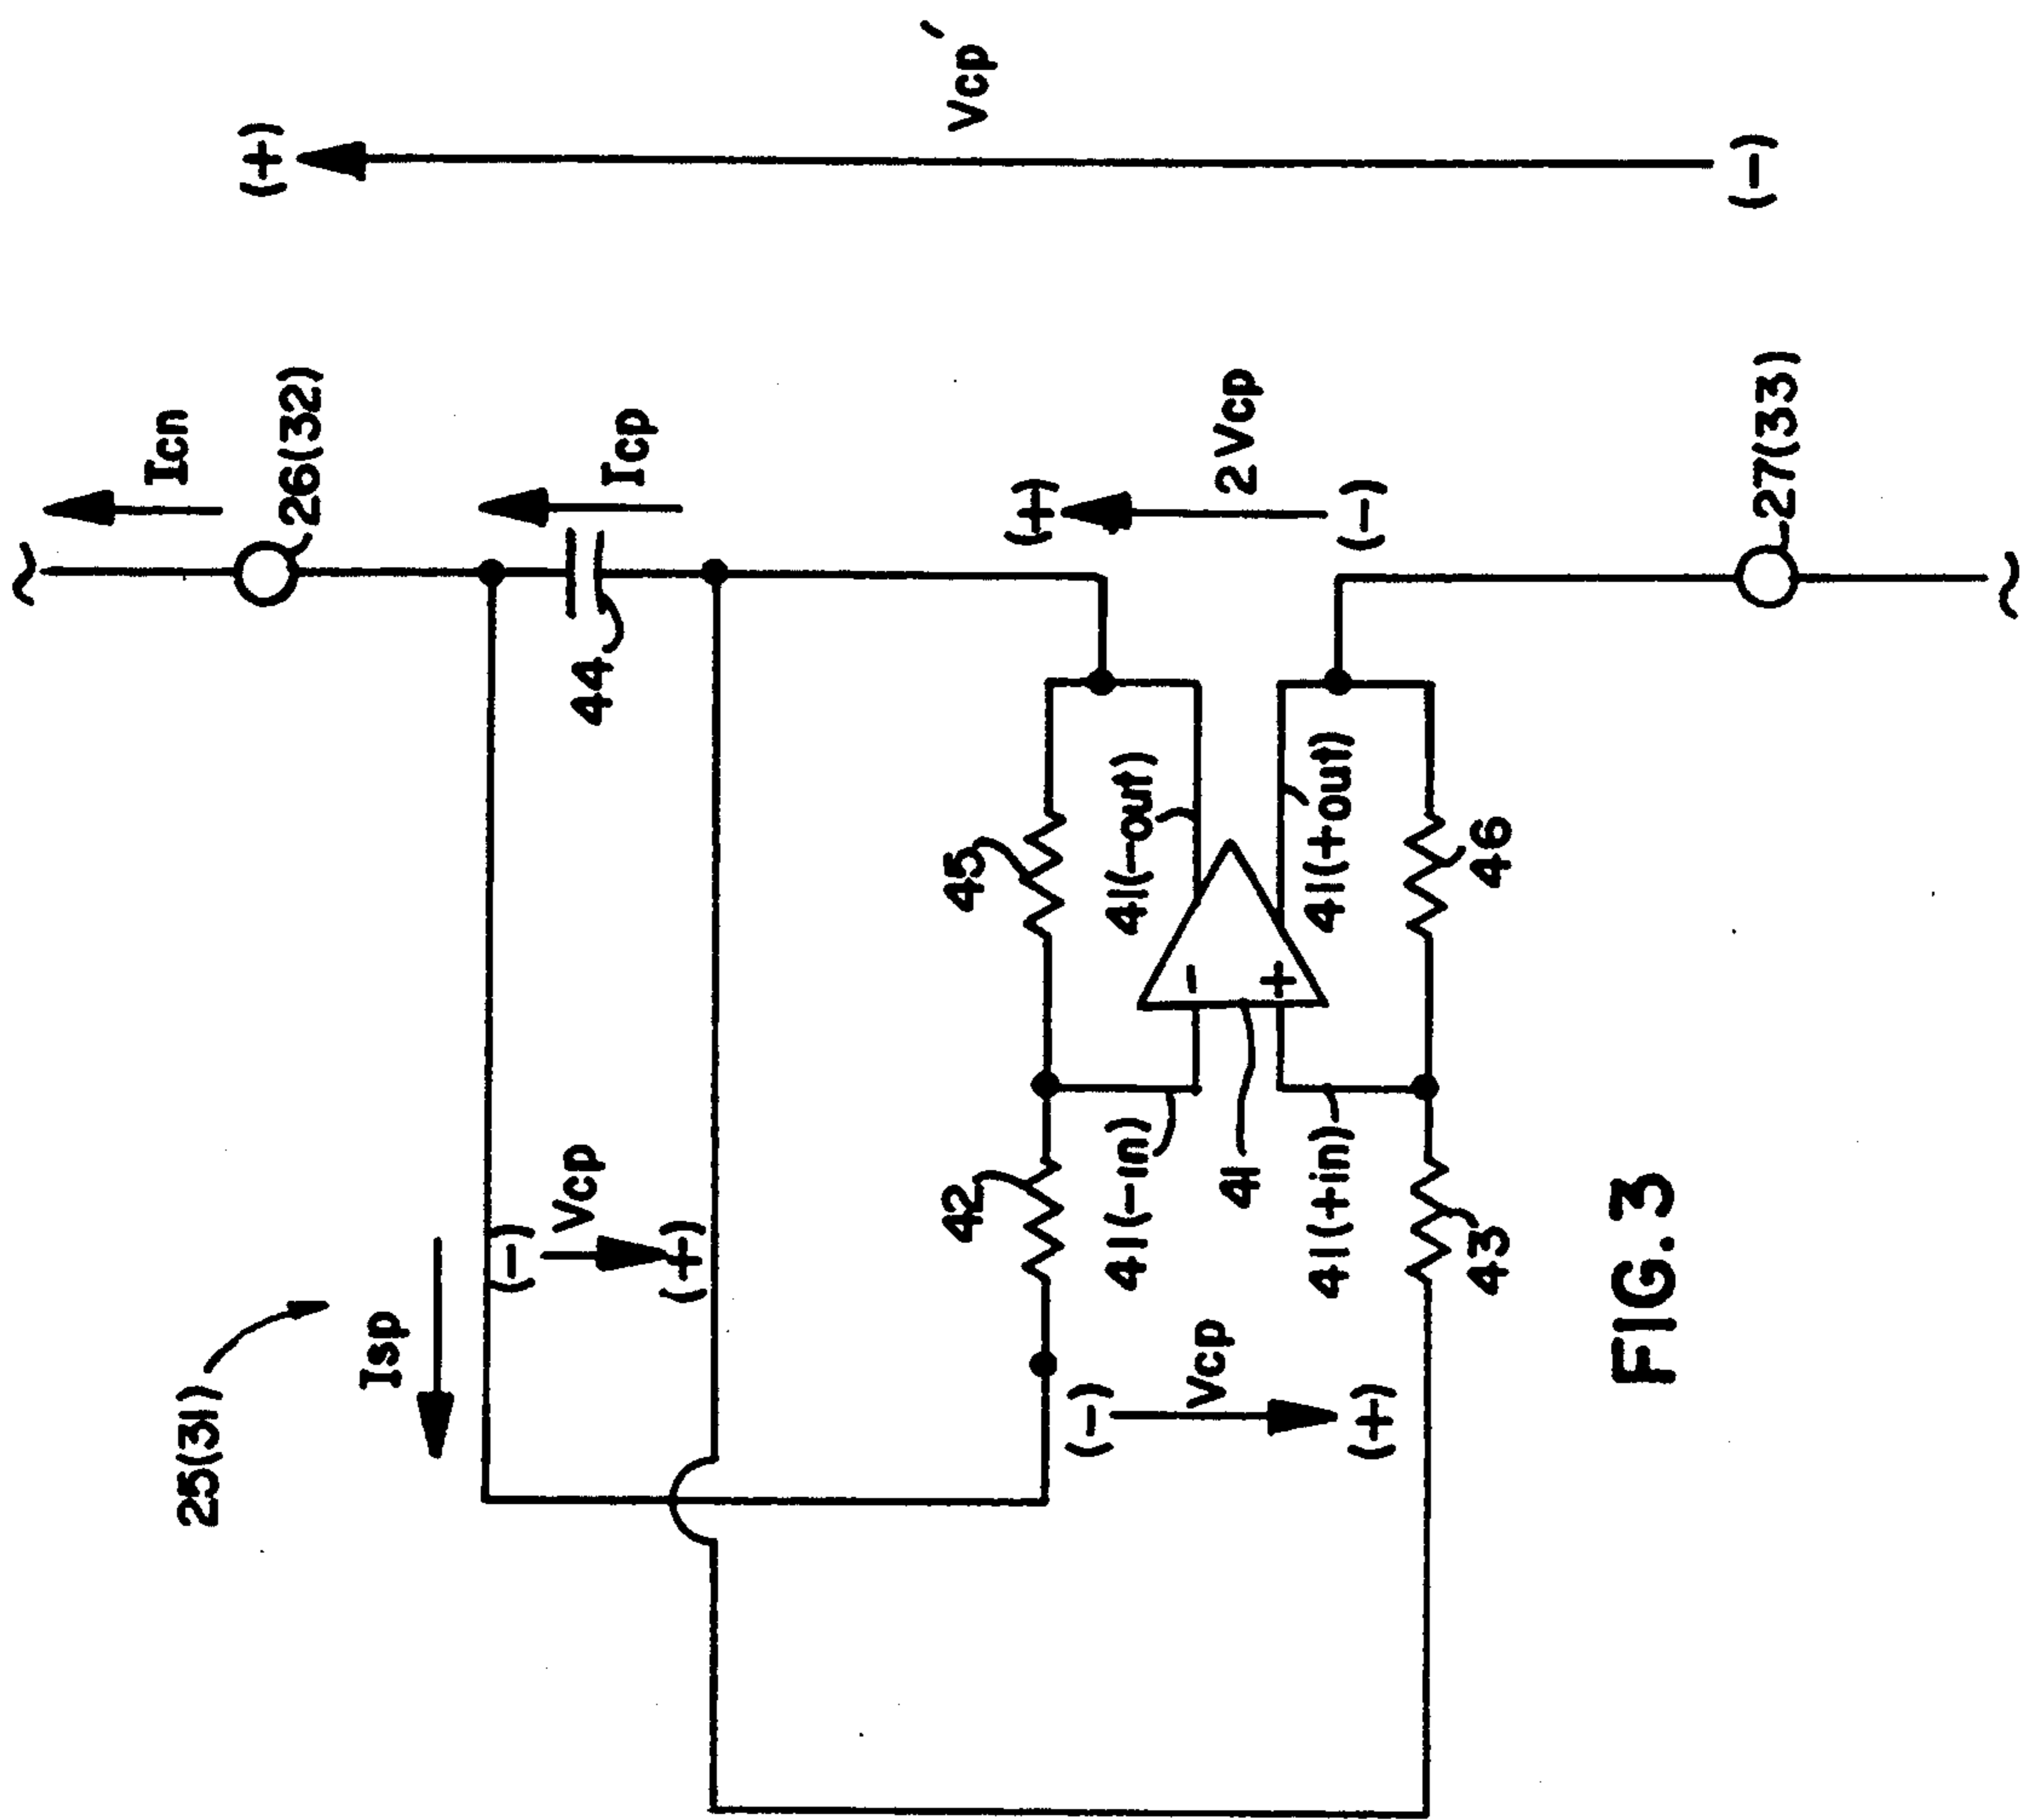 Vcp'
(+)
(-)
Icn
26(32)
Icp
44
(+)
2Vcp
(-)
27(33)
25(31)
Isp
(-)
Vcp
(+)
45
41(-out)
41(+out)
46
-
+
42
41(-in)
41
41(+in)
43
(-)
Vcp
(+)
FIG. 3